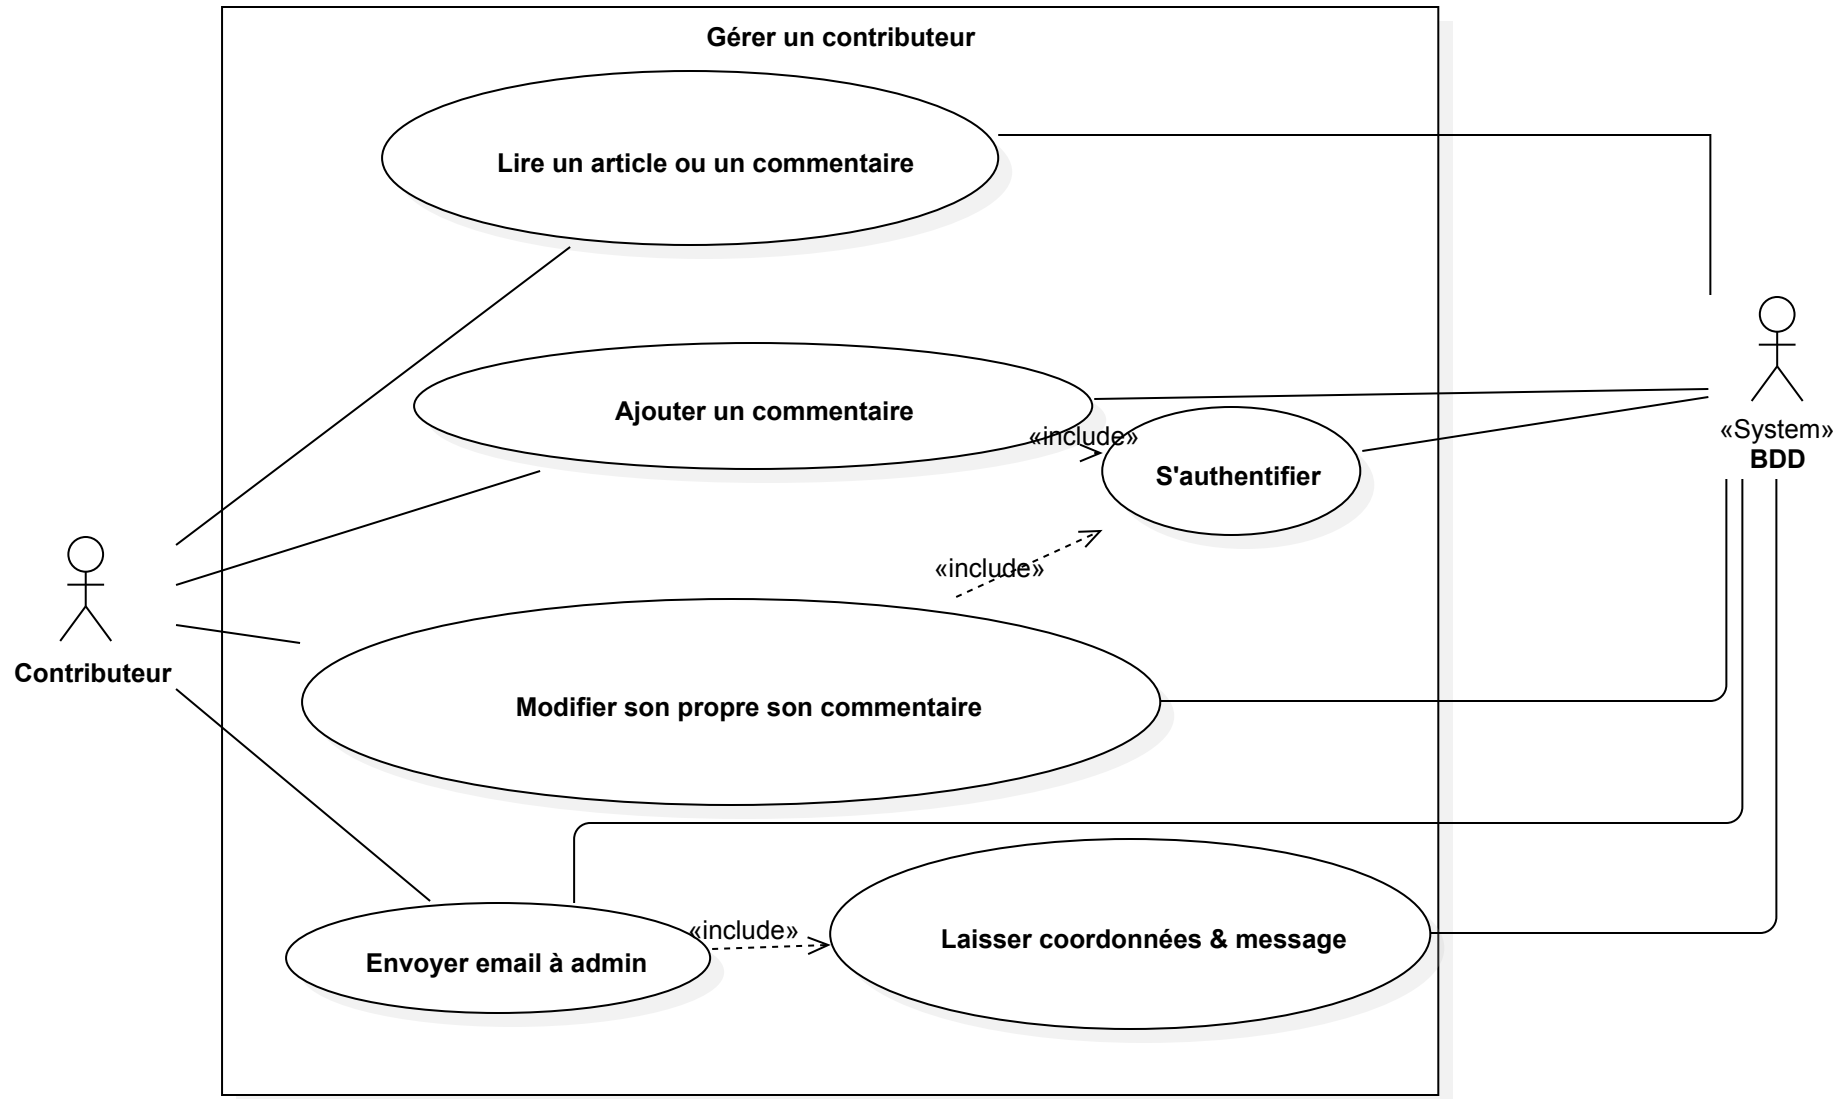 Gérer un contributeur
Lire un article ou un commentaire
Ajouter un commentaire
«include»
«System»
BDD
S'authentifier
«include»
Contributeur
Modifier son propre son commentaire
«include»
Laisser coordonnées & message
Envoyer email à admin